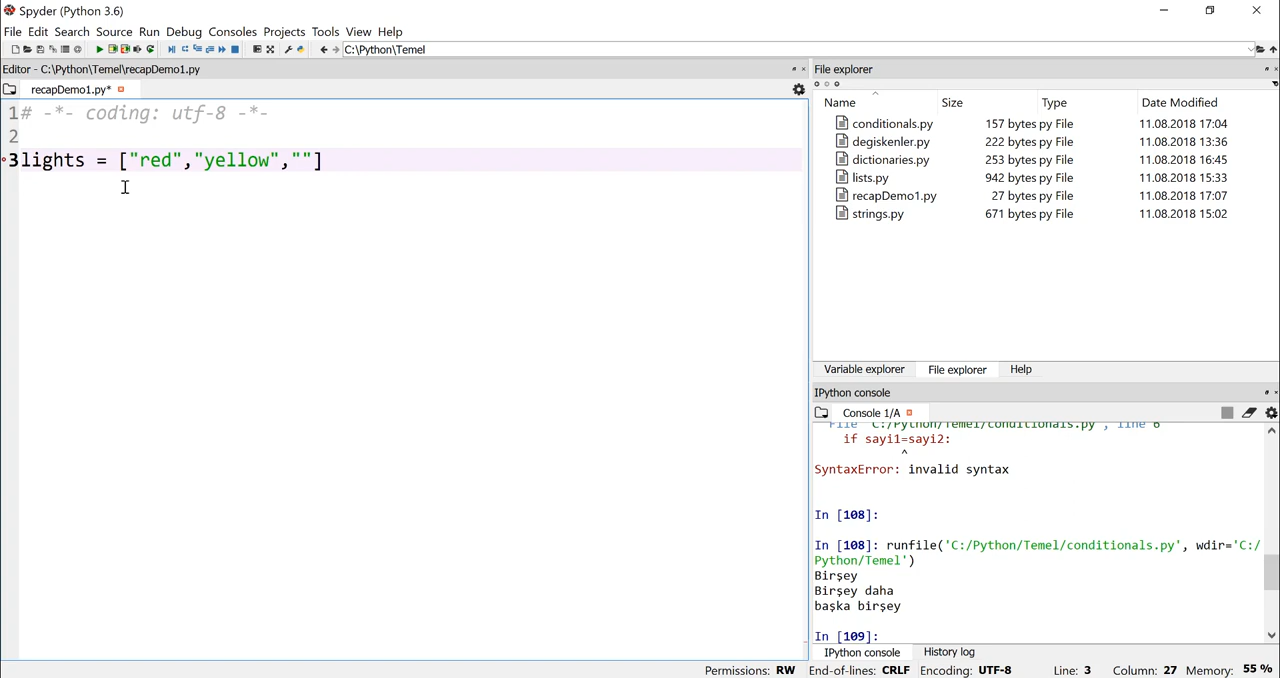 Spyder (Python 3.6)
File Edit Search Source Run Debug Consoles Projects Tools View Help
C:\Python\Temel
Editor - C:\Python\Temel\recapDemo1.py
recapDemo1.py*
1# -*- coding: utf-8 -*-
2
3lights = ["red","yellow",""]
File explorer
Name Size Type Date Modified
conditionals.py 157 bytes py File 11.08.2018 17:04
degiskenler.py 222 bytes py File 11.08.2018 13:36
dictionaries.py 253 bytes py File 11.08.2018 16:45
lists.py 942 bytes py File 11.08.2018 15:33
recapDemo1.py 27 bytes py File 11.08.2018 17:07
strings.py 671 bytes py File 11.08.2018 15:02
Variable explorer File explorer Help
IPython console
Console 1/A
File "C:/Python/Temel/conditionals.py", line 6
if sayi1=sayi2:
^
SyntaxError: invalid syntax
In [108]:
In [108]: runfile('C:/Python/Temel/conditionals.py', wdir='C:/
Python/Temel')
Birşey
Birşey daha
başka birşey
In [109]:
IPython console History log
Permissions: RW End-of-lines: CRLF Encoding: UTF-8 Line: 3 Column: 27 Memory: 55 %